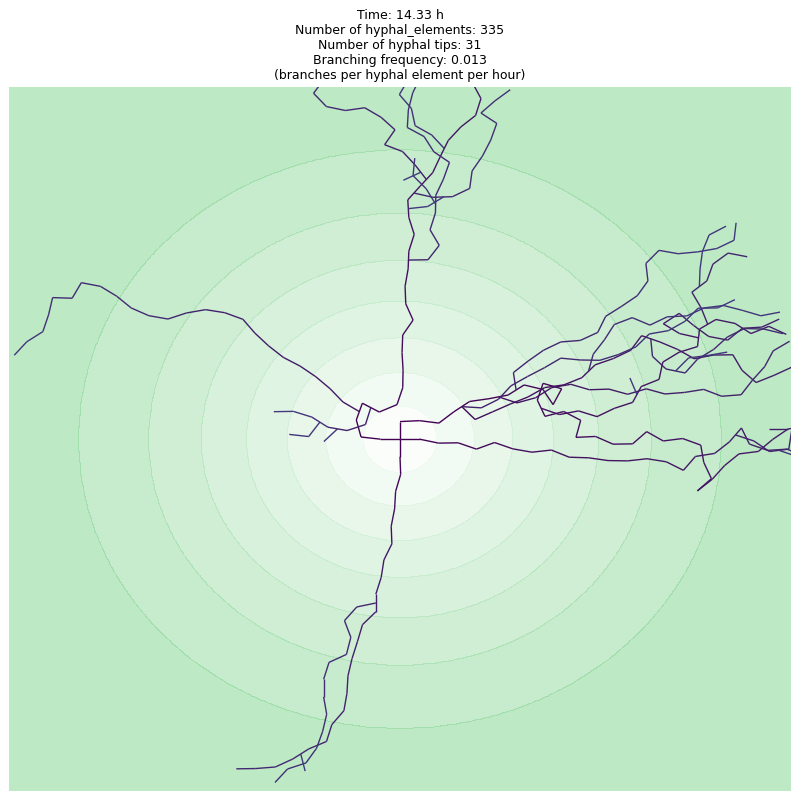 Time: 14.33 h
Number of hyphal_elements: 335
Number of hyphal tips: 31
Branching frequency: 0.013
(branches per hyphal element per hour)